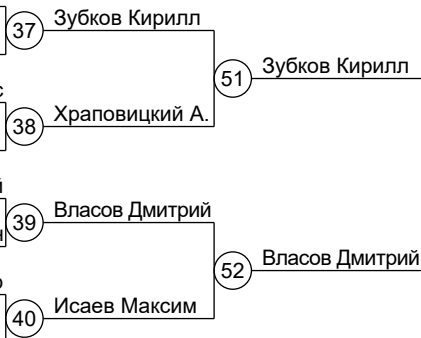 37 Зубков Кирилл
51 Зубков Кирилл
с
38 Храповицкий А.
й
39 Власов Дмитрий
52 Власов Дмитрий
40 Исаев Максим